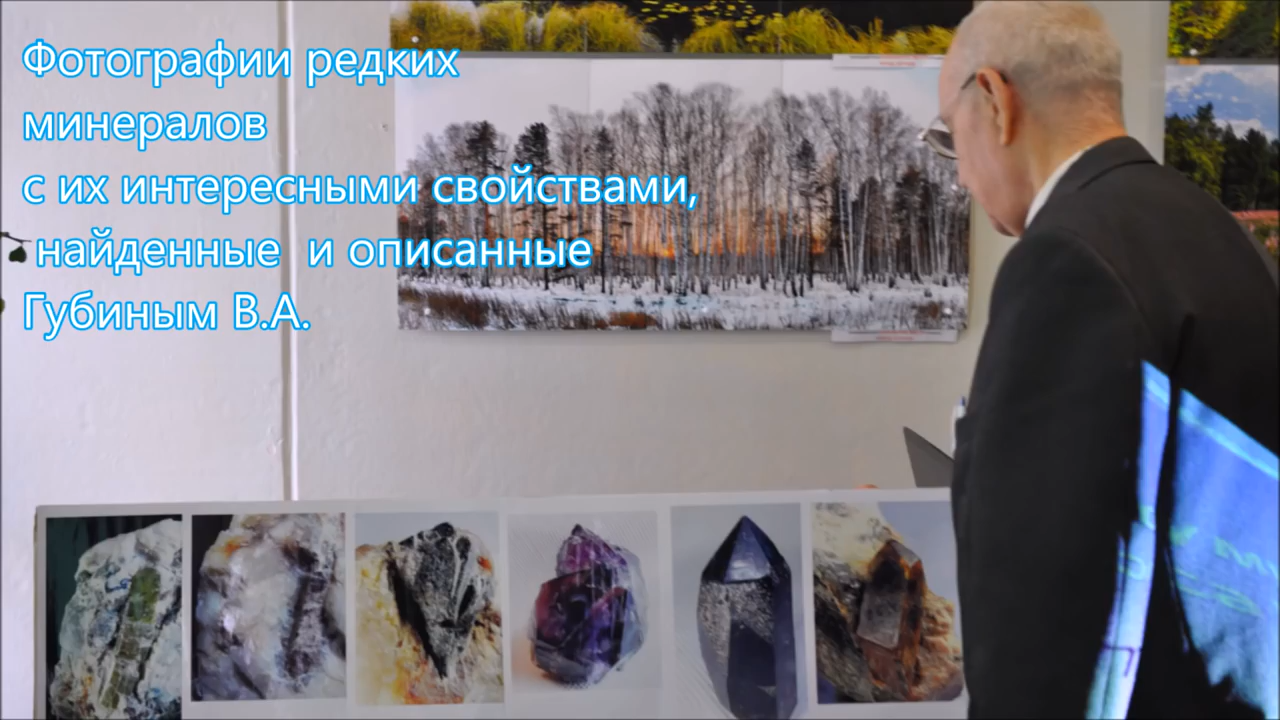 Фотографии редких
минералов
с их интересными свойствами,
найденные и описанные
Губиным В.А.